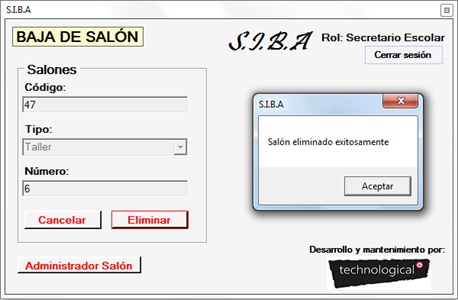 S.I.B.A
BAJA DE SALÓN
S.I.B.A
Rol: Secretario Escolar
Cerrar sesión
Salones
Código:
47
Tipo:
Taller
Número:
6
Cancelar
Eliminar
Administrador Salón
S.I.B.A
Salón eliminado exitosamente
Aceptar
Desarrollo y mantenimiento por:
technological